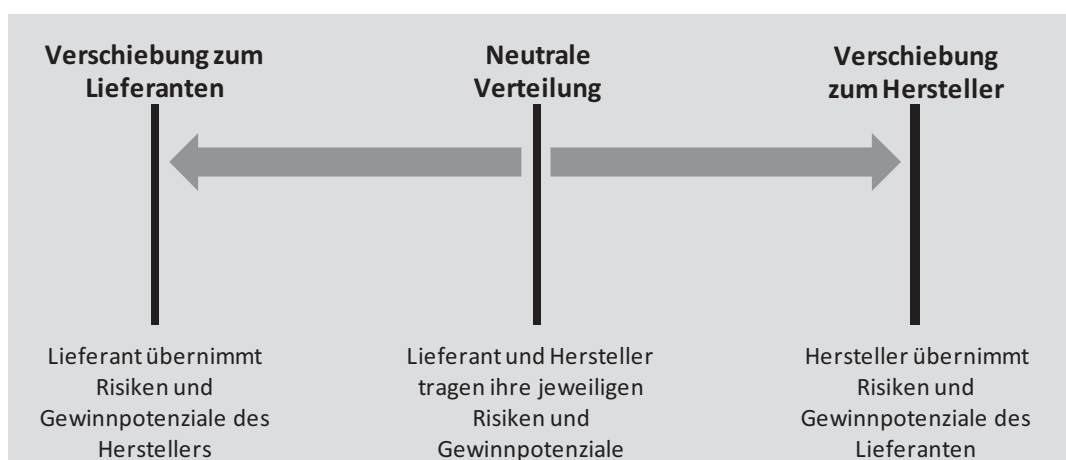 Verschiebung zum
Lieferanten
Neutrale
Verteilung
Verschiebung
zum Hersteller
Lieferant übernimmt
Risiken und
Gewinnpotenziale des
Herstellers
Lieferant und Hersteller
tragen ihre jeweiligen
Risiken und
Gewinnpotenziale
Hersteller übernimmt
Risiken und
Gewinnpotenziale des
Lieferanten